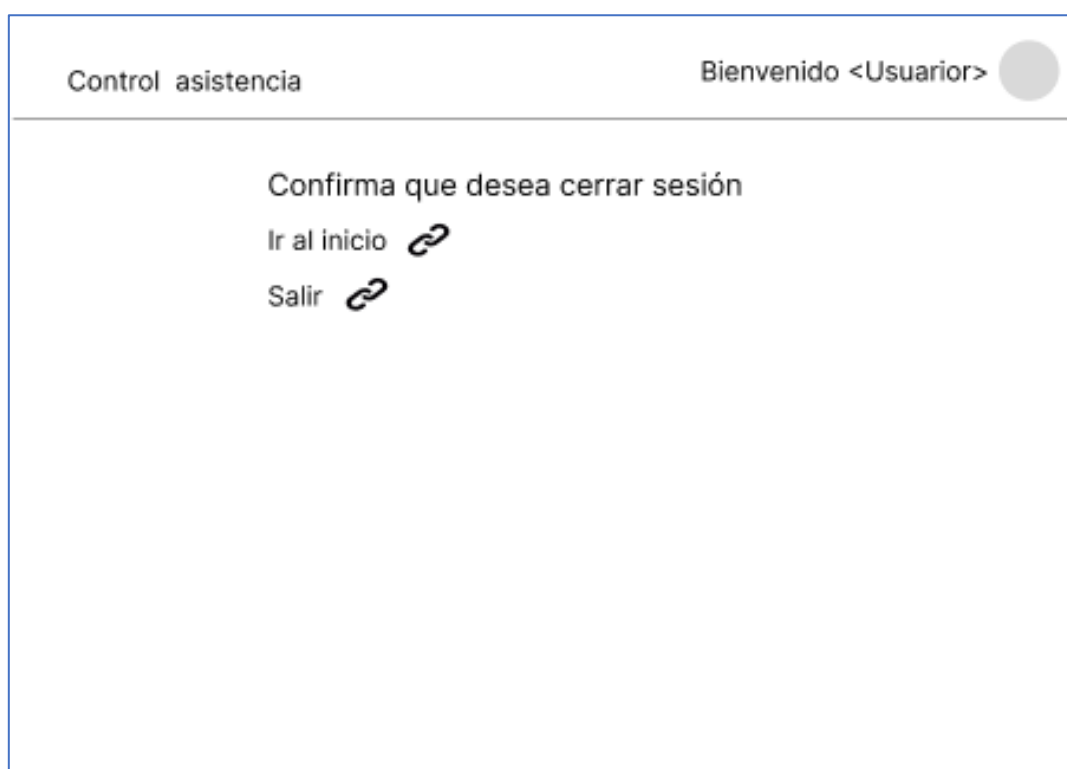 Control asistencia
Bienvenido <Usuarior>
Confirma que desea cerrar sesión
Ir al inicio
Salir